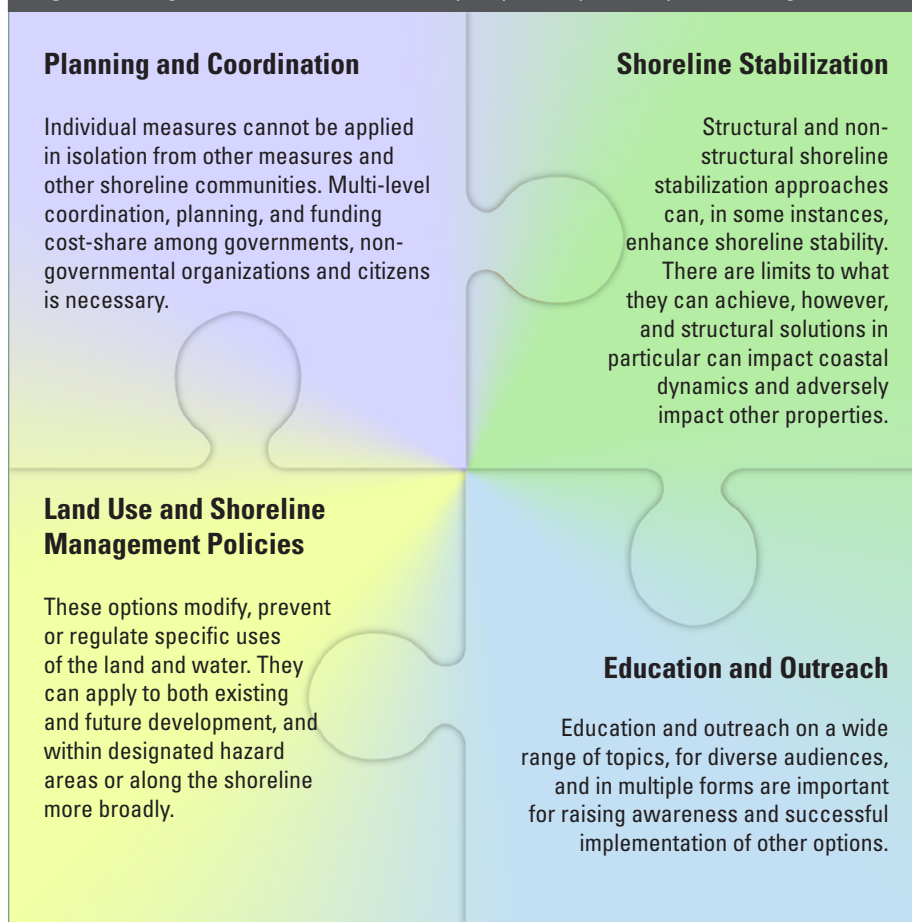 Planning and Coordination
Individual measures cannot be applied
in isolation from other measures and
other shoreline communities. Multi-level
coordination, planning, and funding
cost-share among governments, non-
governmental organizations and citizens
is necessary.
Shoreline Stabilization
Structural and non-
structural shoreline
stabilization approaches
can, in some instances,
enhance shoreline stability.
There are limits to what
they can achieve, however,
and structural solutions in
particular can impact coastal
dynamics and adversely
impact other properties.
Land Use and Shoreline
Management Policies
These options modify, prevent
or regulate specific uses
of the land and water. They
can apply to both existing
and future development, and
within designated hazard
areas or along the shoreline
more broadly.
Education and Outreach
Education and outreach on a wide
range of topics, for diverse audiences,
and in multiple forms are important
for raising awareness and successful
implementation of other options.